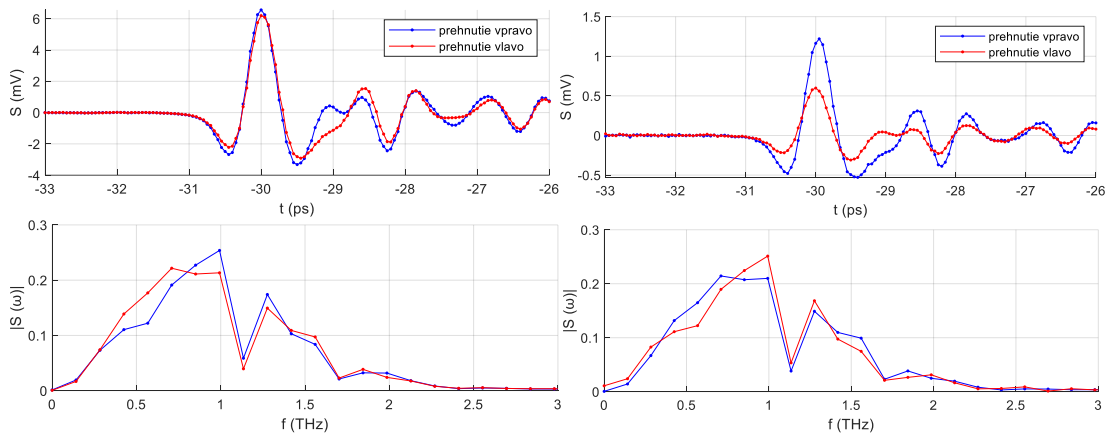 6
4
2
0
-2
-4
S (mV)
prehnutie vpravo
prehnutie vlavo
-33 -32 -31 -30 -29 -28 -27 -26
t (ps)
1.5
1
0.5
0
-0.5
S (mV)
prehnutie vpravo
prehnutie vlavo
-33 -32 -31 -30 -29 -28 -27 -26
t (ps)
0.3
0.2
0.1
0
|S (ω)|
0 0.5 1 1.5 2 2.5 3
f (THz)
0.3
0.2
0.1
0
|S (ω)|
0 0.5 1 1.5 2 2.5 3
f (THz)